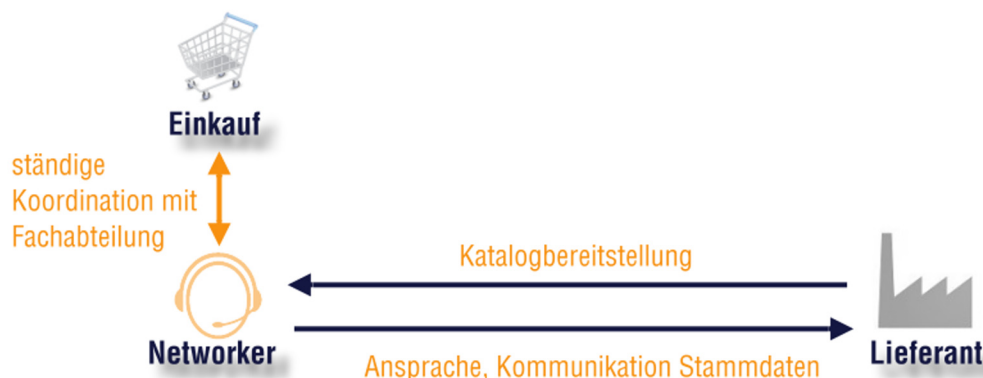 Einkauf
ständige
Koordination mit
Fachabteilung
Katalogbereitstellung
Networker
Lieferant
Ansprache, Kommunikation Stammdaten